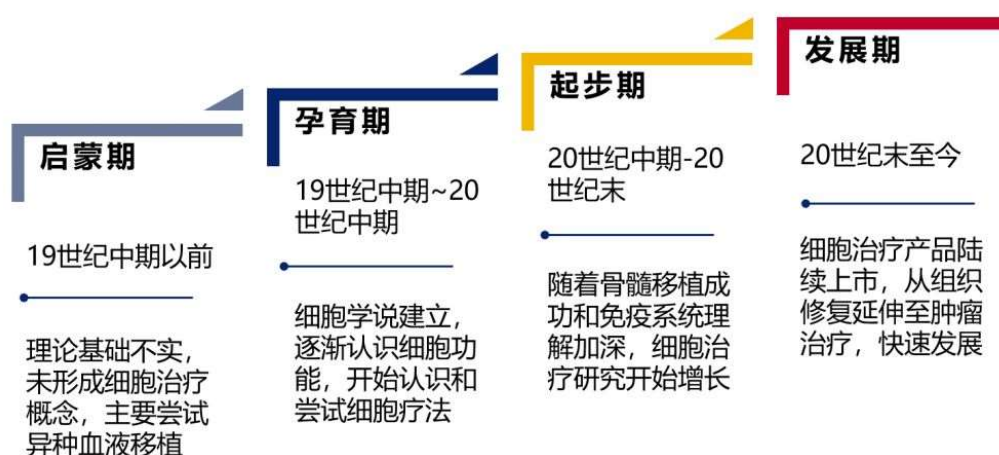 启蒙期
19世纪中期以前
理论基础不实，
未形成细胞治疗
概念，主要尝试
异种血液移植
孕育期
19世纪中期~20
世纪中期
细胞学说建立，
逐渐认识细胞功
能，开始认识和
尝试细胞疗法
起步期
20世纪中期-20
世纪末
随着骨髓移植成
功和免疫系统理
解加深，细胞治
疗研究开始增长
发展期
20世纪末至今
细胞治疗产品陆
续上市，从组织
修复延伸至肿瘤
治疗，快速发展